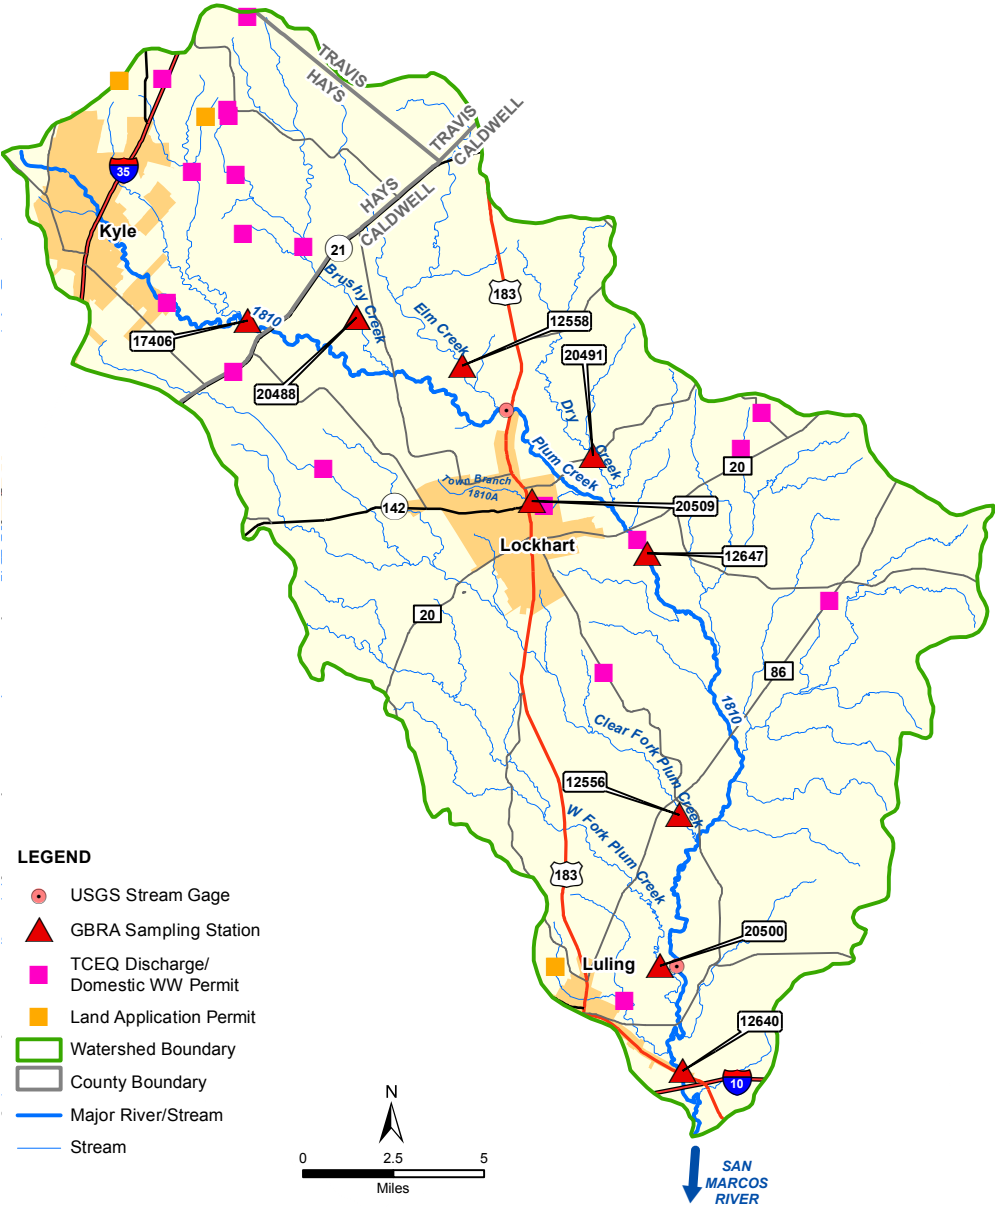 TRAVIS
HAYS
TRAVIS
CALDWELL
HAYS
CALDWELL
35
Kyle
21
Brushy Creek
183
1810
Elm Creek
12558
17406
20491
20488
Dry
Creek
Plum Creek
20
Town Branch
1810A
142
20509
Lockhart
12647
20
86
1810
Clear Fork Plum Creek
12556
W Fork Plum Creek
183
20500
Luling
12640
10
LEGEND
USGS Stream Gage
GBRA Sampling Station
TCEQ Discharge/
Domestic WW Permit
Land Application Permit
Watershed Boundary
County Boundary
Major River/Stream
Stream
N
0 2.5 5
Miles
SAN
MARCOS
RIVER